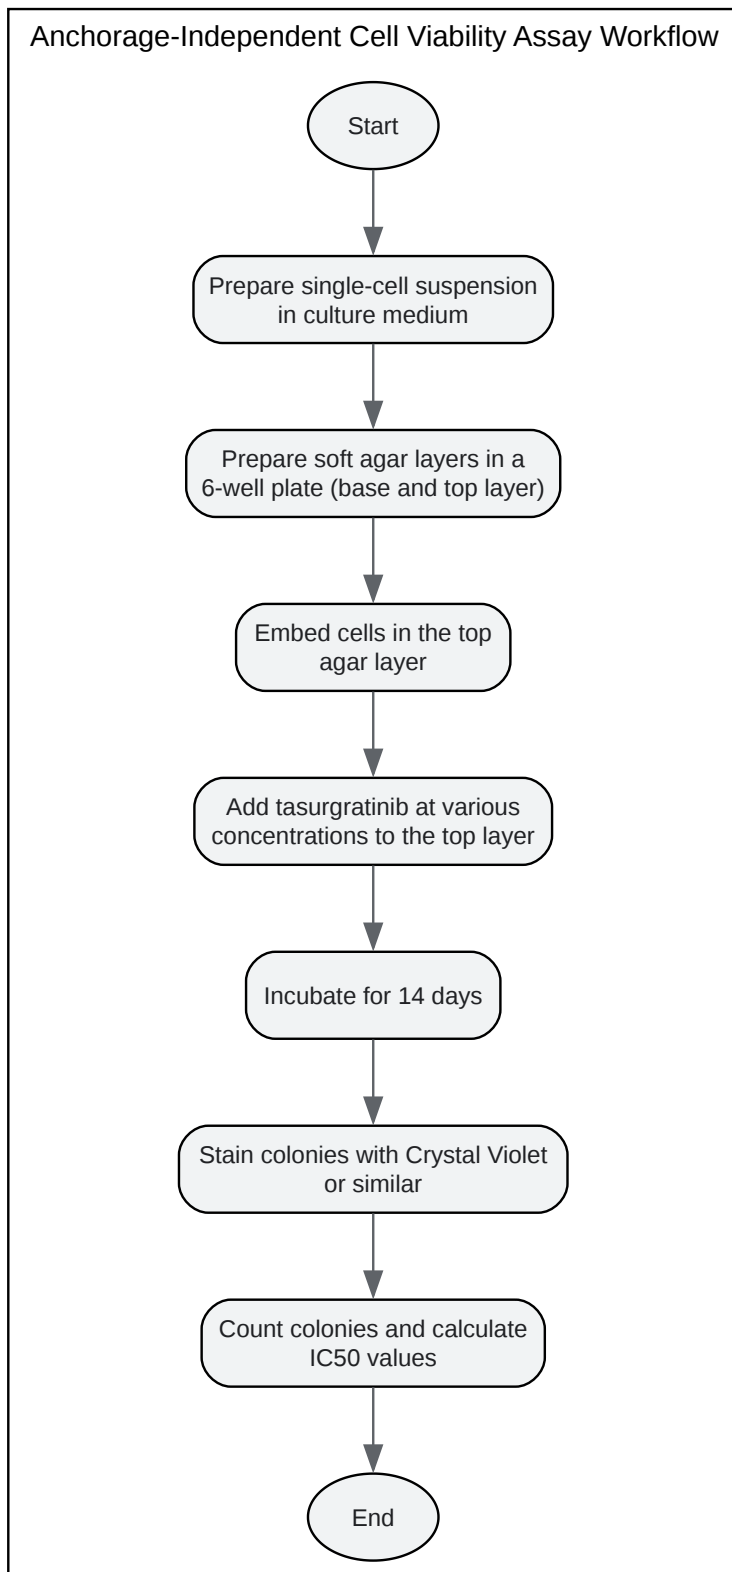 Anchorage-Independent Cell Viability Assay Workflow
Start
Prepare single-cell suspension
in culture medium
Prepare soft agar layers in a
6-well plate (base and top layer)
Embed cells in the top
agar layer
Add tasurgratinib at various
concentrations to the top layer
Incubate for 14 days
Stain colonies with Crystal Violet
or similar
Count colonies and calculate
IC50 values
End